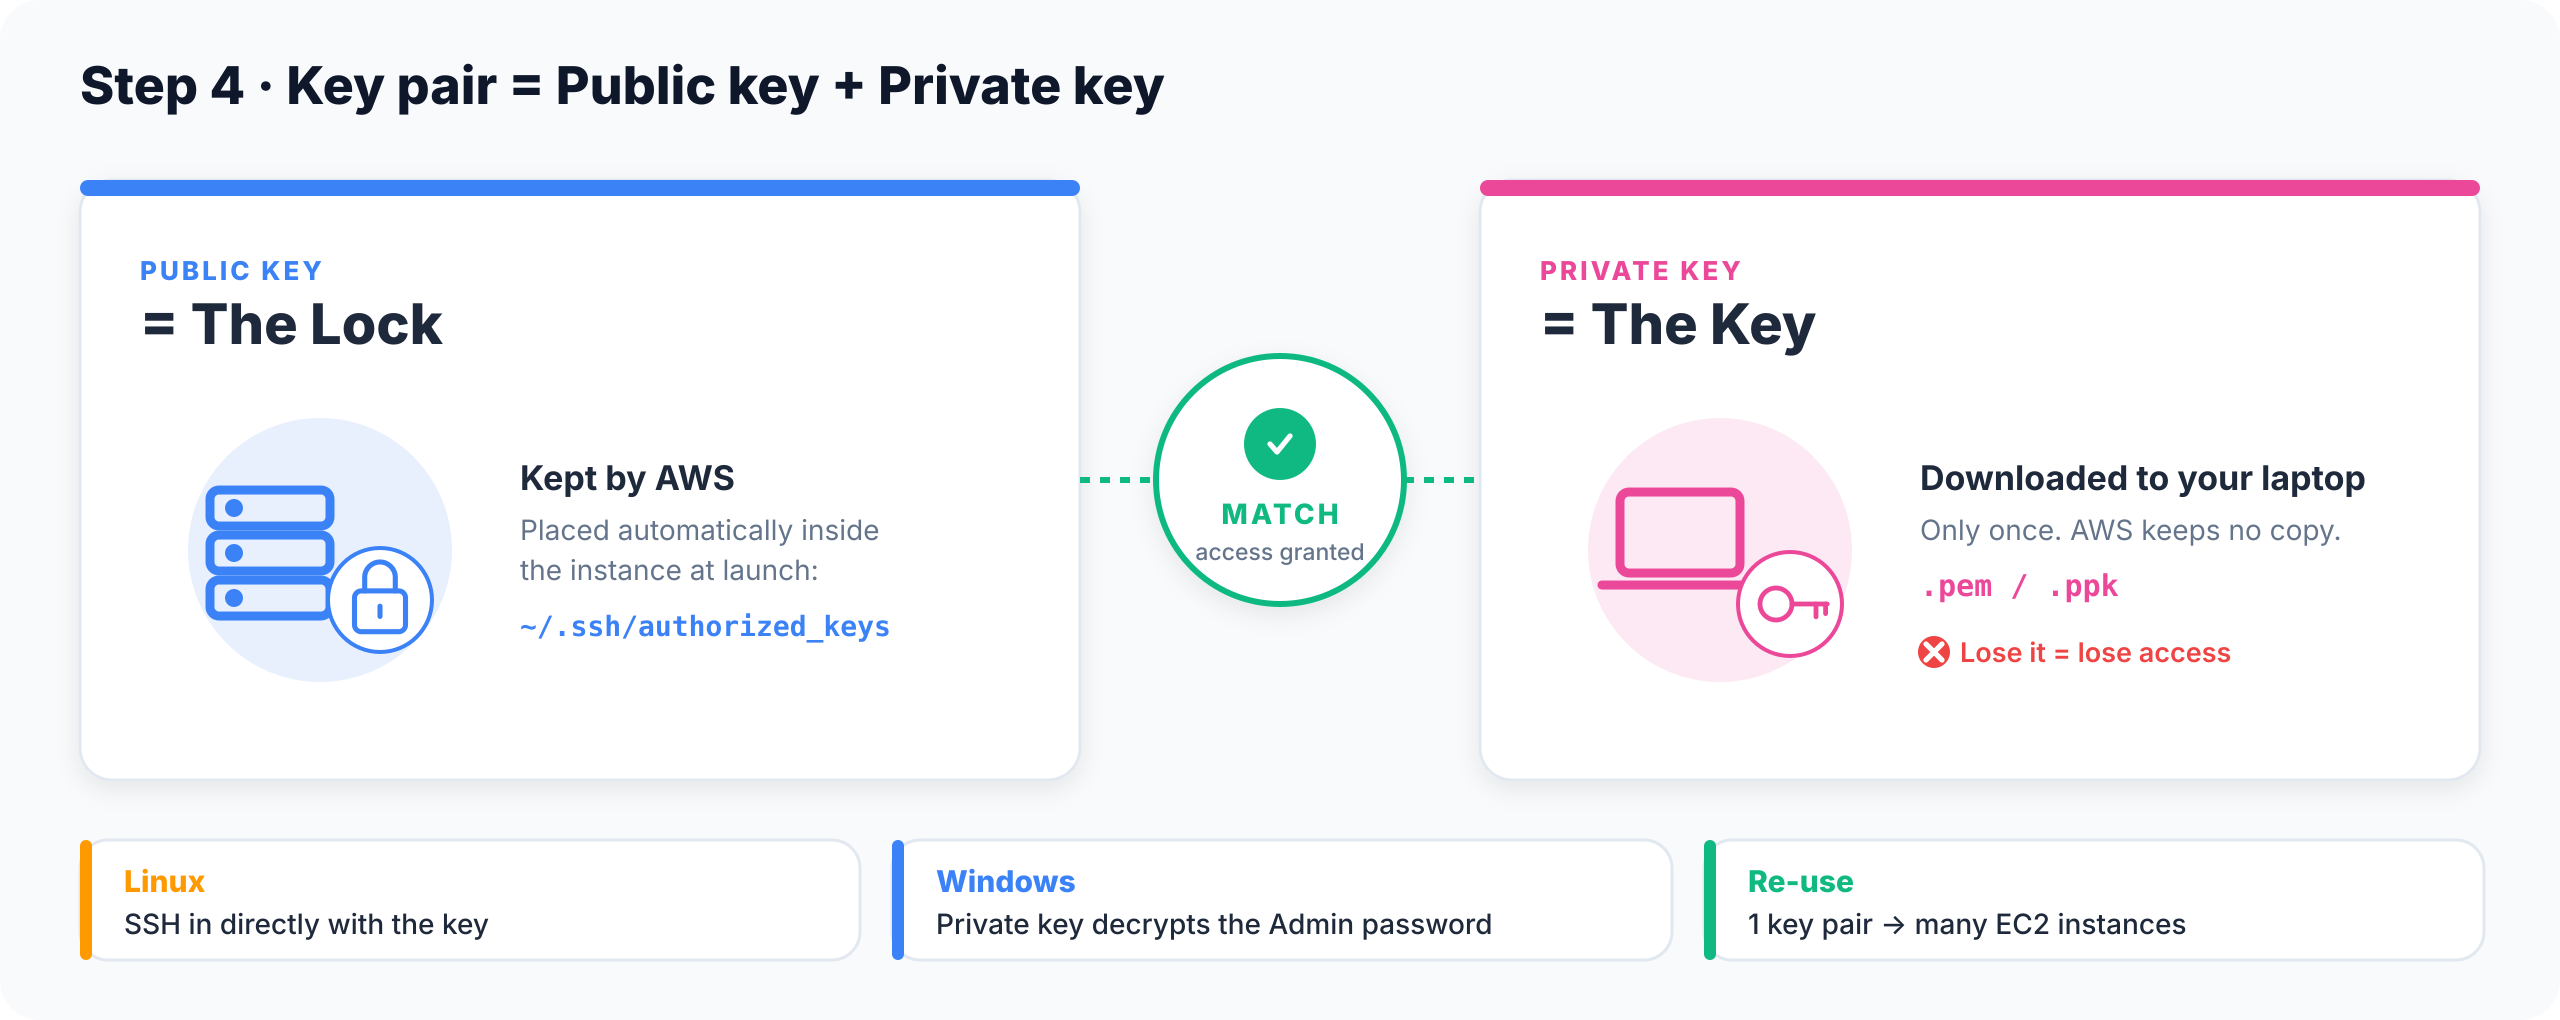 Step 4 · Key pair = Public key + Private key
PUBLIC KEY
= The Lock
Kept by AWS
Placed automatically inside
the instance at launch:
~/.ssh/authorized_keys
MATCH
access granted
PRIVATE KEY
= The Key
Downloaded to your laptop
Only once. AWS keeps no copy.
.pem / .ppk
Lose it = lose access
Linux
SSH in directly with the key
Windows
Private key decrypts the Admin password
Re-use
1 key pair → many EC2 instances